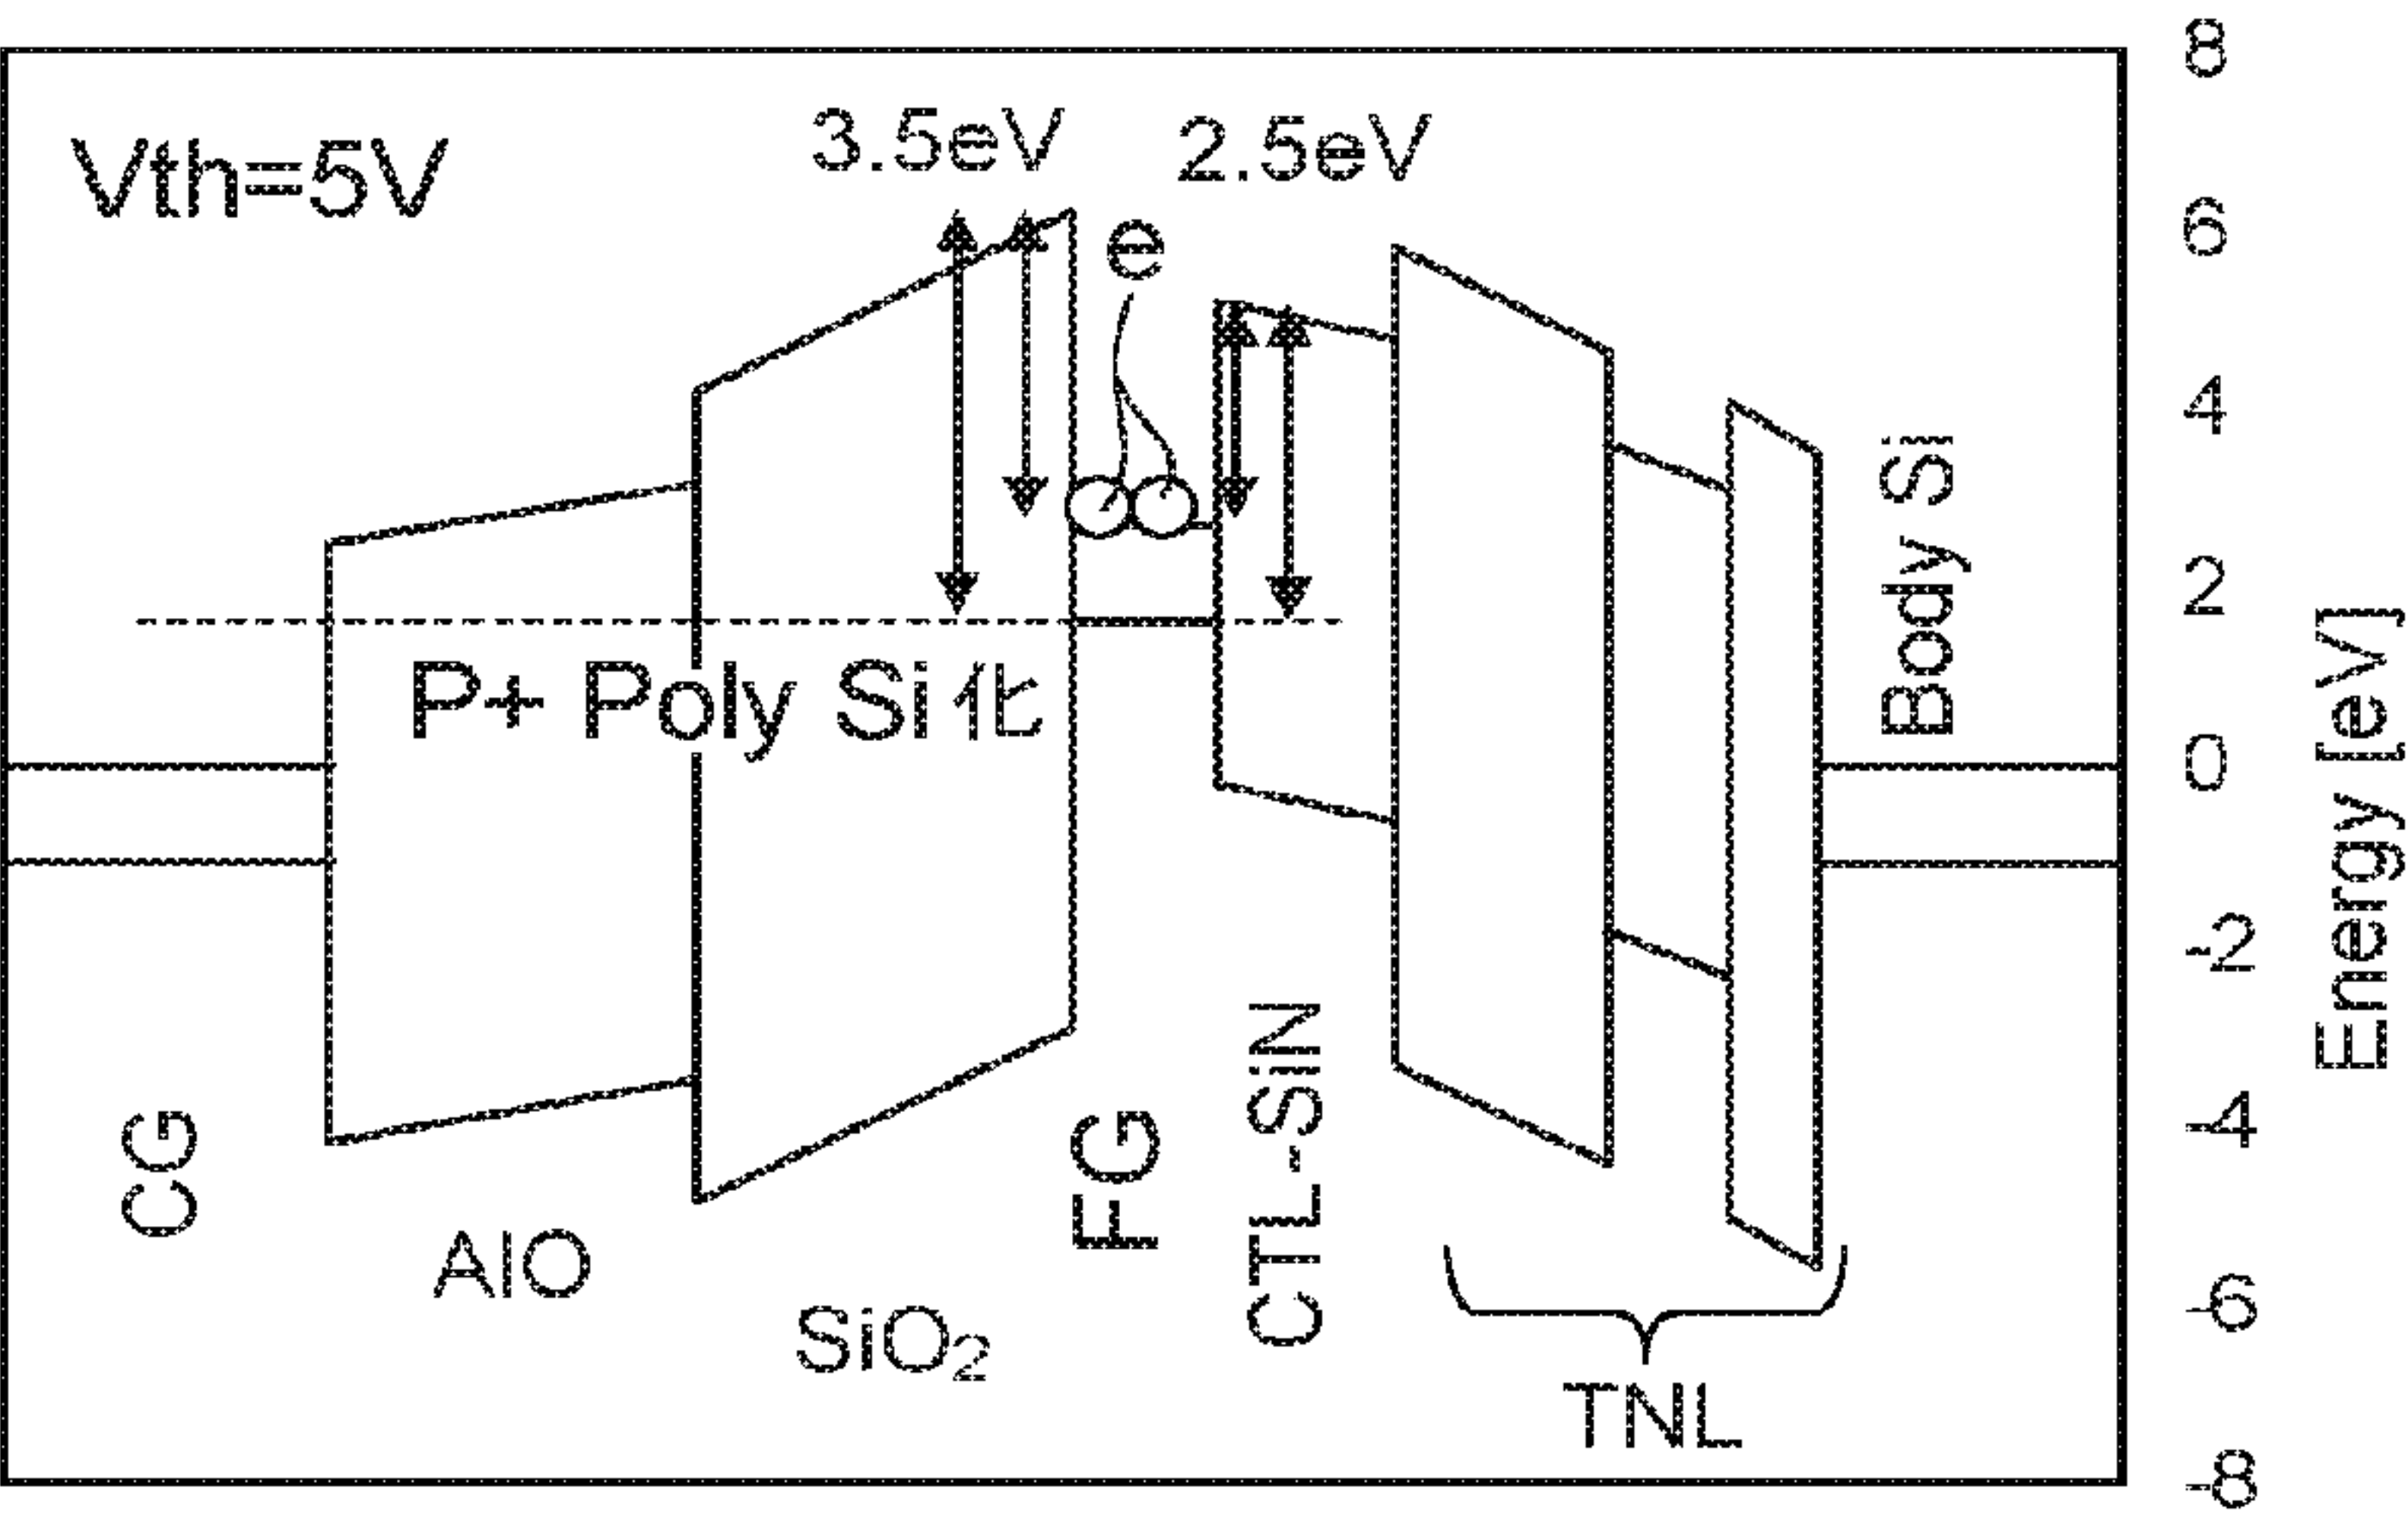 Vth=5V
3.5eV
2.5eV
e
P+ Poly Si化
CG
AlO
SiO₂
FG
CTL-SiN
TNL
Body Si
8
6
4
2
0
-2
-4
-6
-8
Energy [eV]